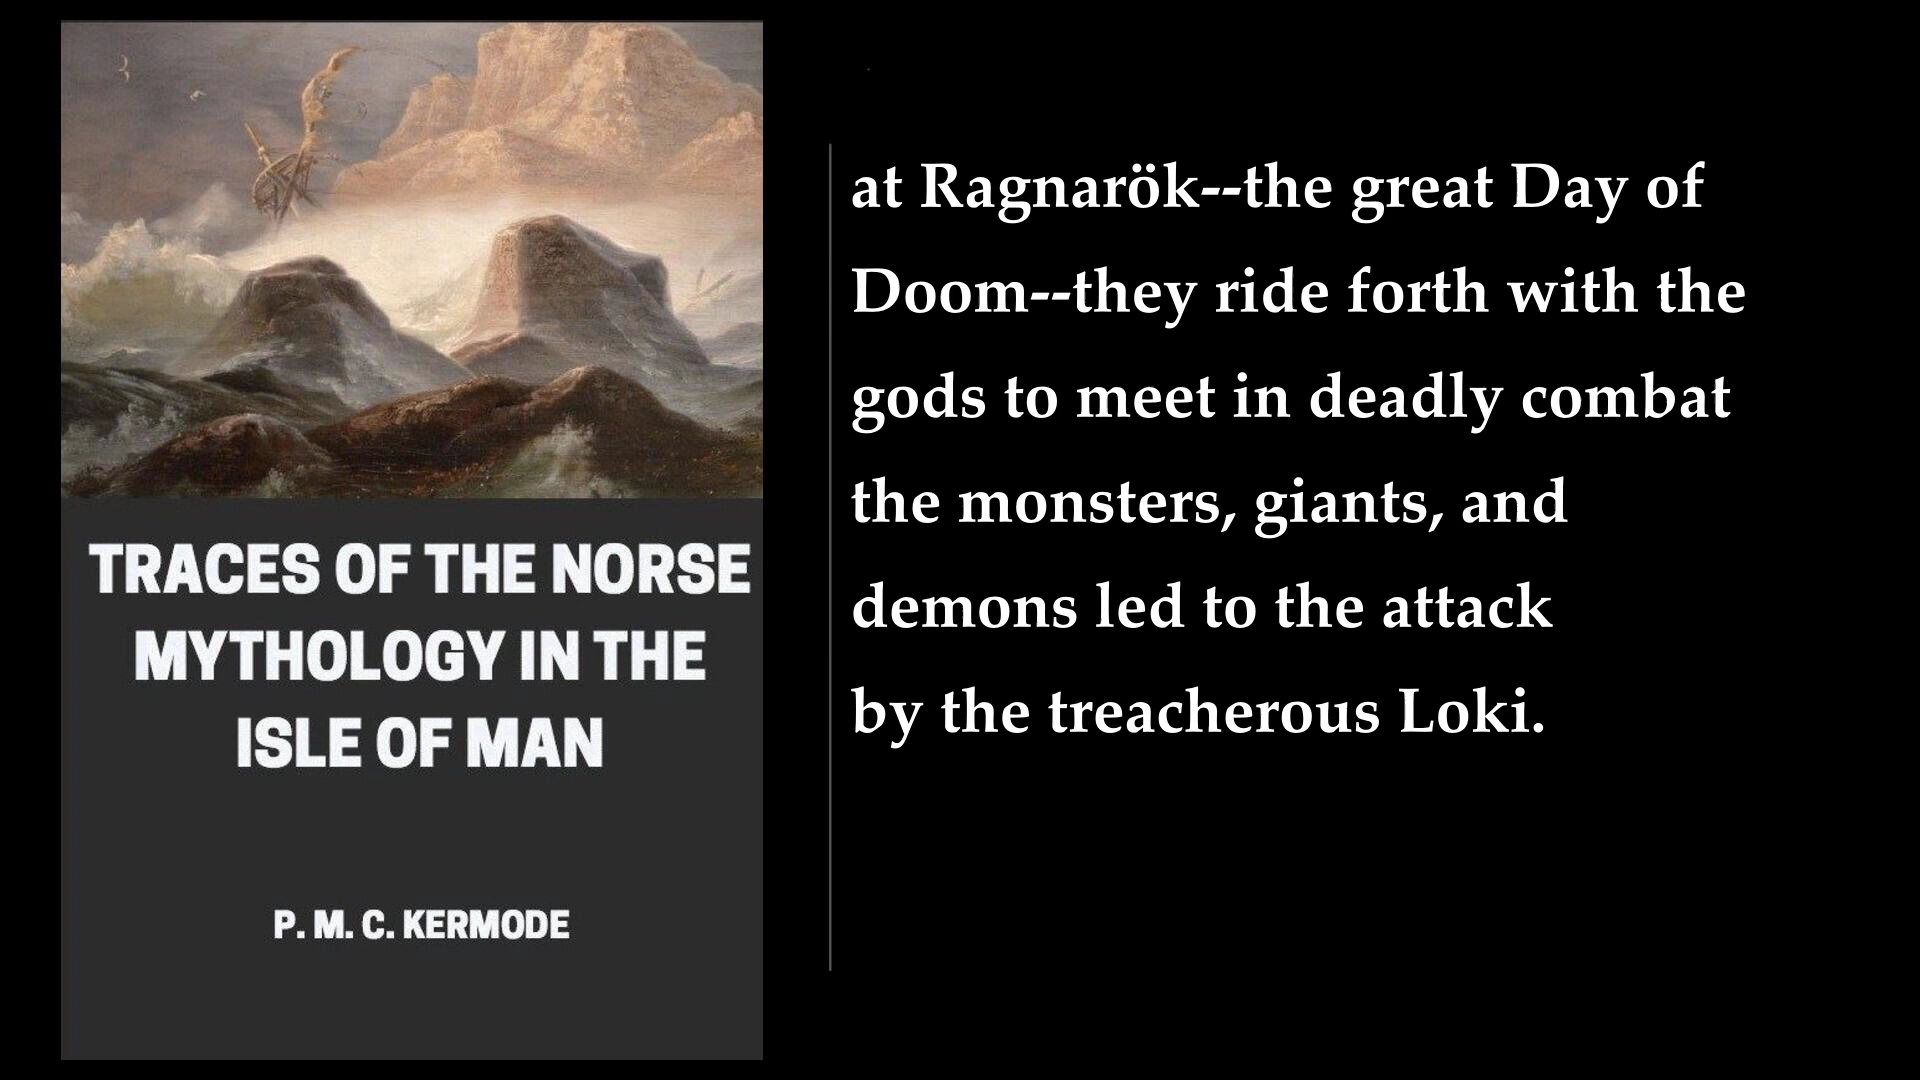 TRACES OF THE NORSE
MYTHOLOGY IN THE
ISLE OF MAN
P. M. C. KERMODE
at Ragnarök--the great Day of
Doom--they ride forth with the
gods to meet in deadly combat
the monsters, giants, and
demons led to the attack
by the treacherous Loki.